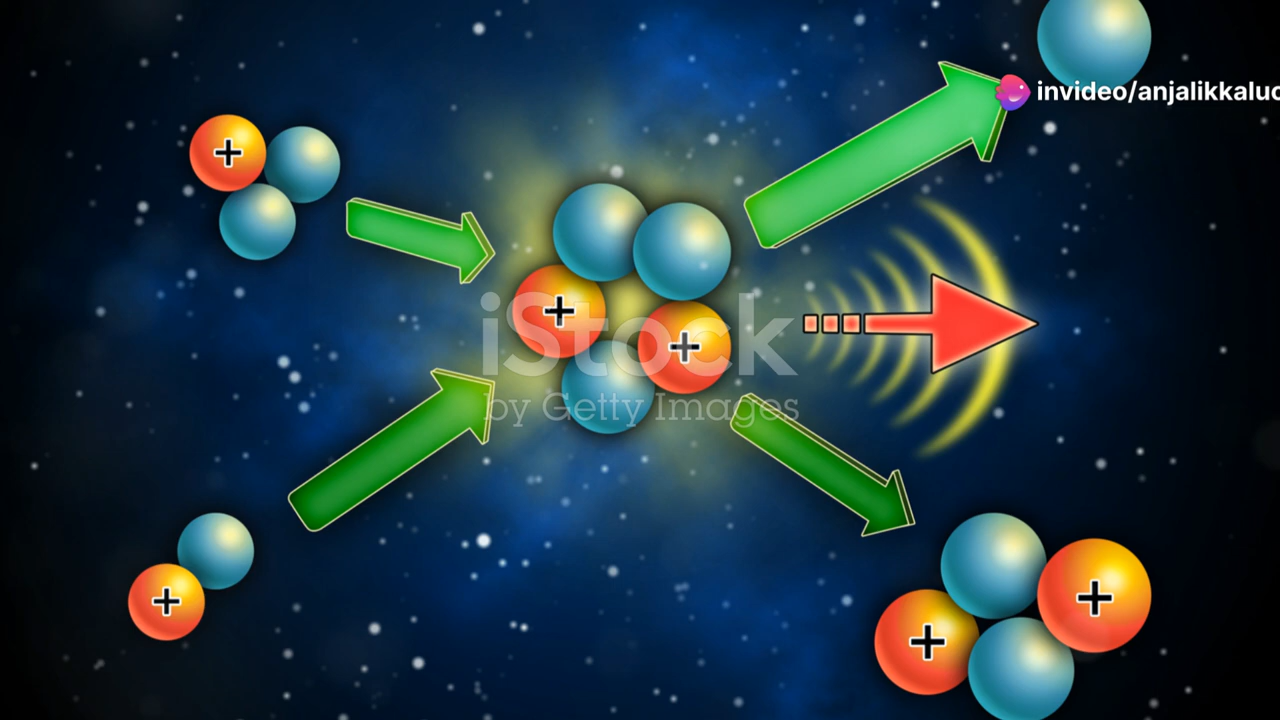 +
invideo/anjalikkaluc
+
+
iStock
by Getty Images
+
+
+